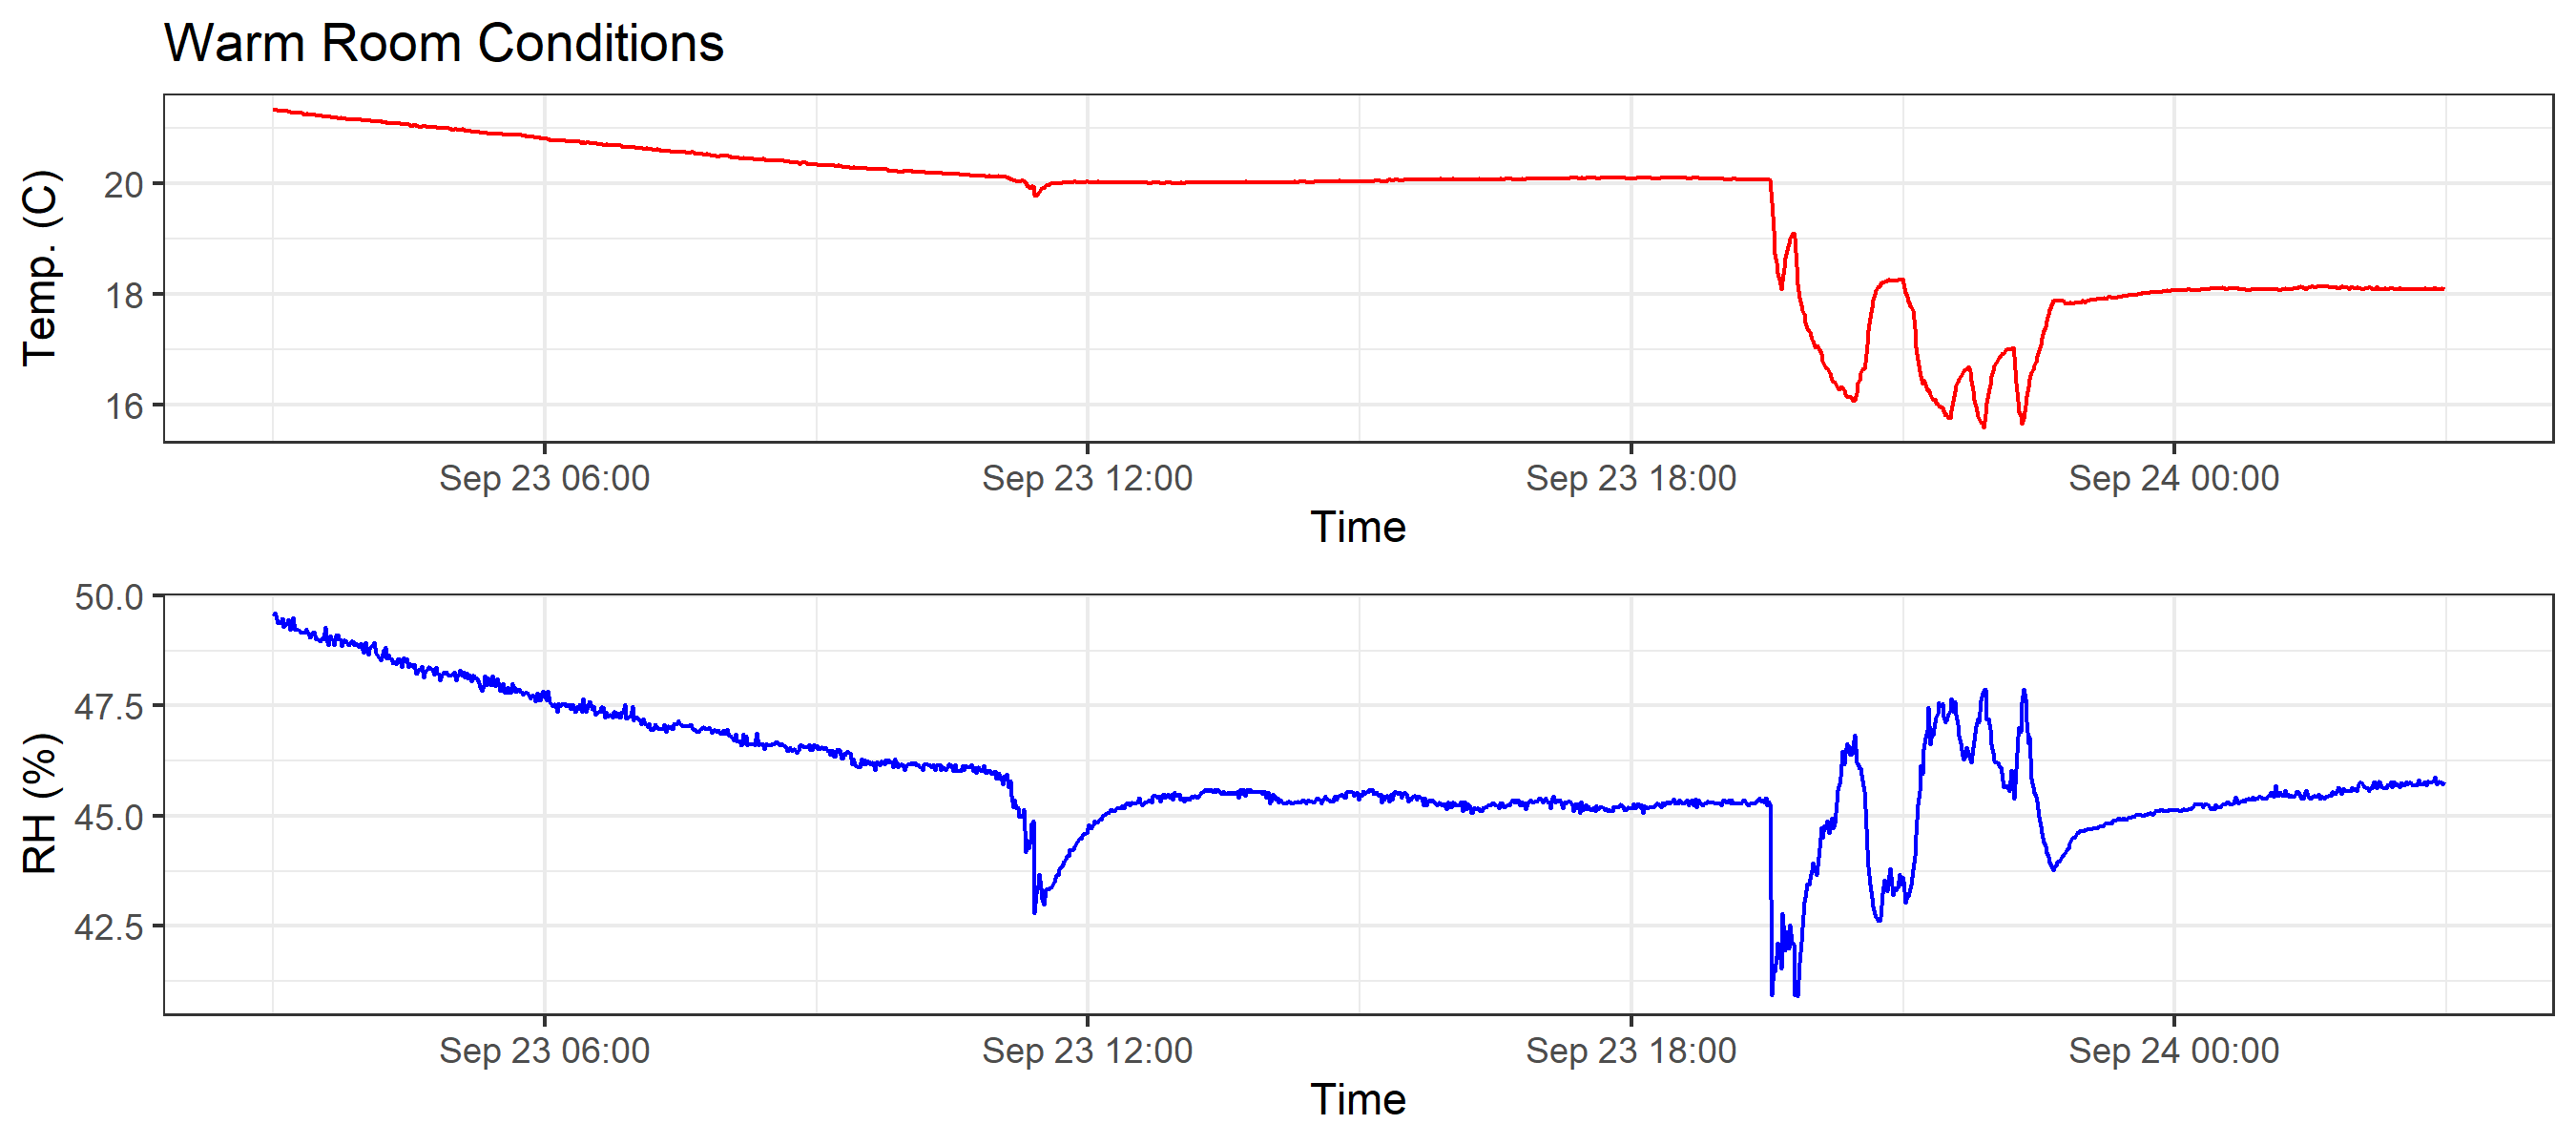 Warm Room Conditions
Temp. (C)
20
18
16
Sep 23 06:00
Sep 23 12:00
Sep 23 18:00
Sep 24 00:00
Time
RH (%)
50.0
47.5
45.0
42.5
Sep 23 06:00
Sep 23 12:00
Sep 23 18:00
Sep 24 00:00
Time